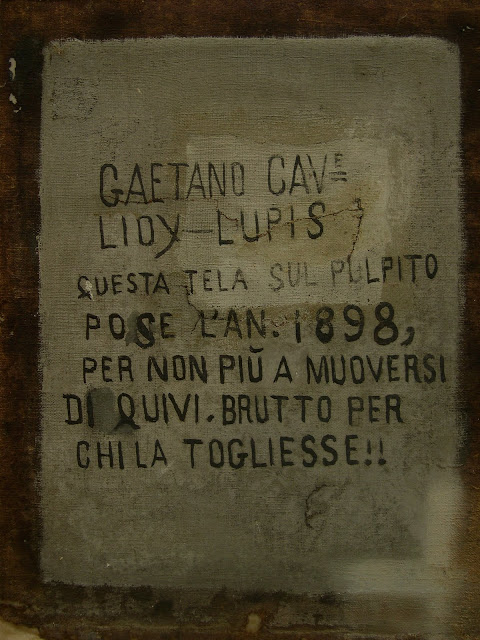 GAETANO CAVᴱ
LIOY-LUPIS
QUESTA TELA SUL PULPITO
POSE L'AN. 1898,
PER NON PIÙ A MUOVERSI
DI QUIVI. BRUTTO PER
CHI LA TOGLIESSE!!